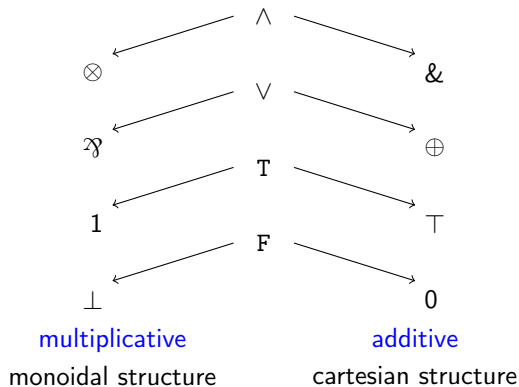 ∧
⊗ &
∨
⅋ ⊕
T
1 ⊤
F
⊥ 0
multiplicative additive
monoidal structure cartesian structure